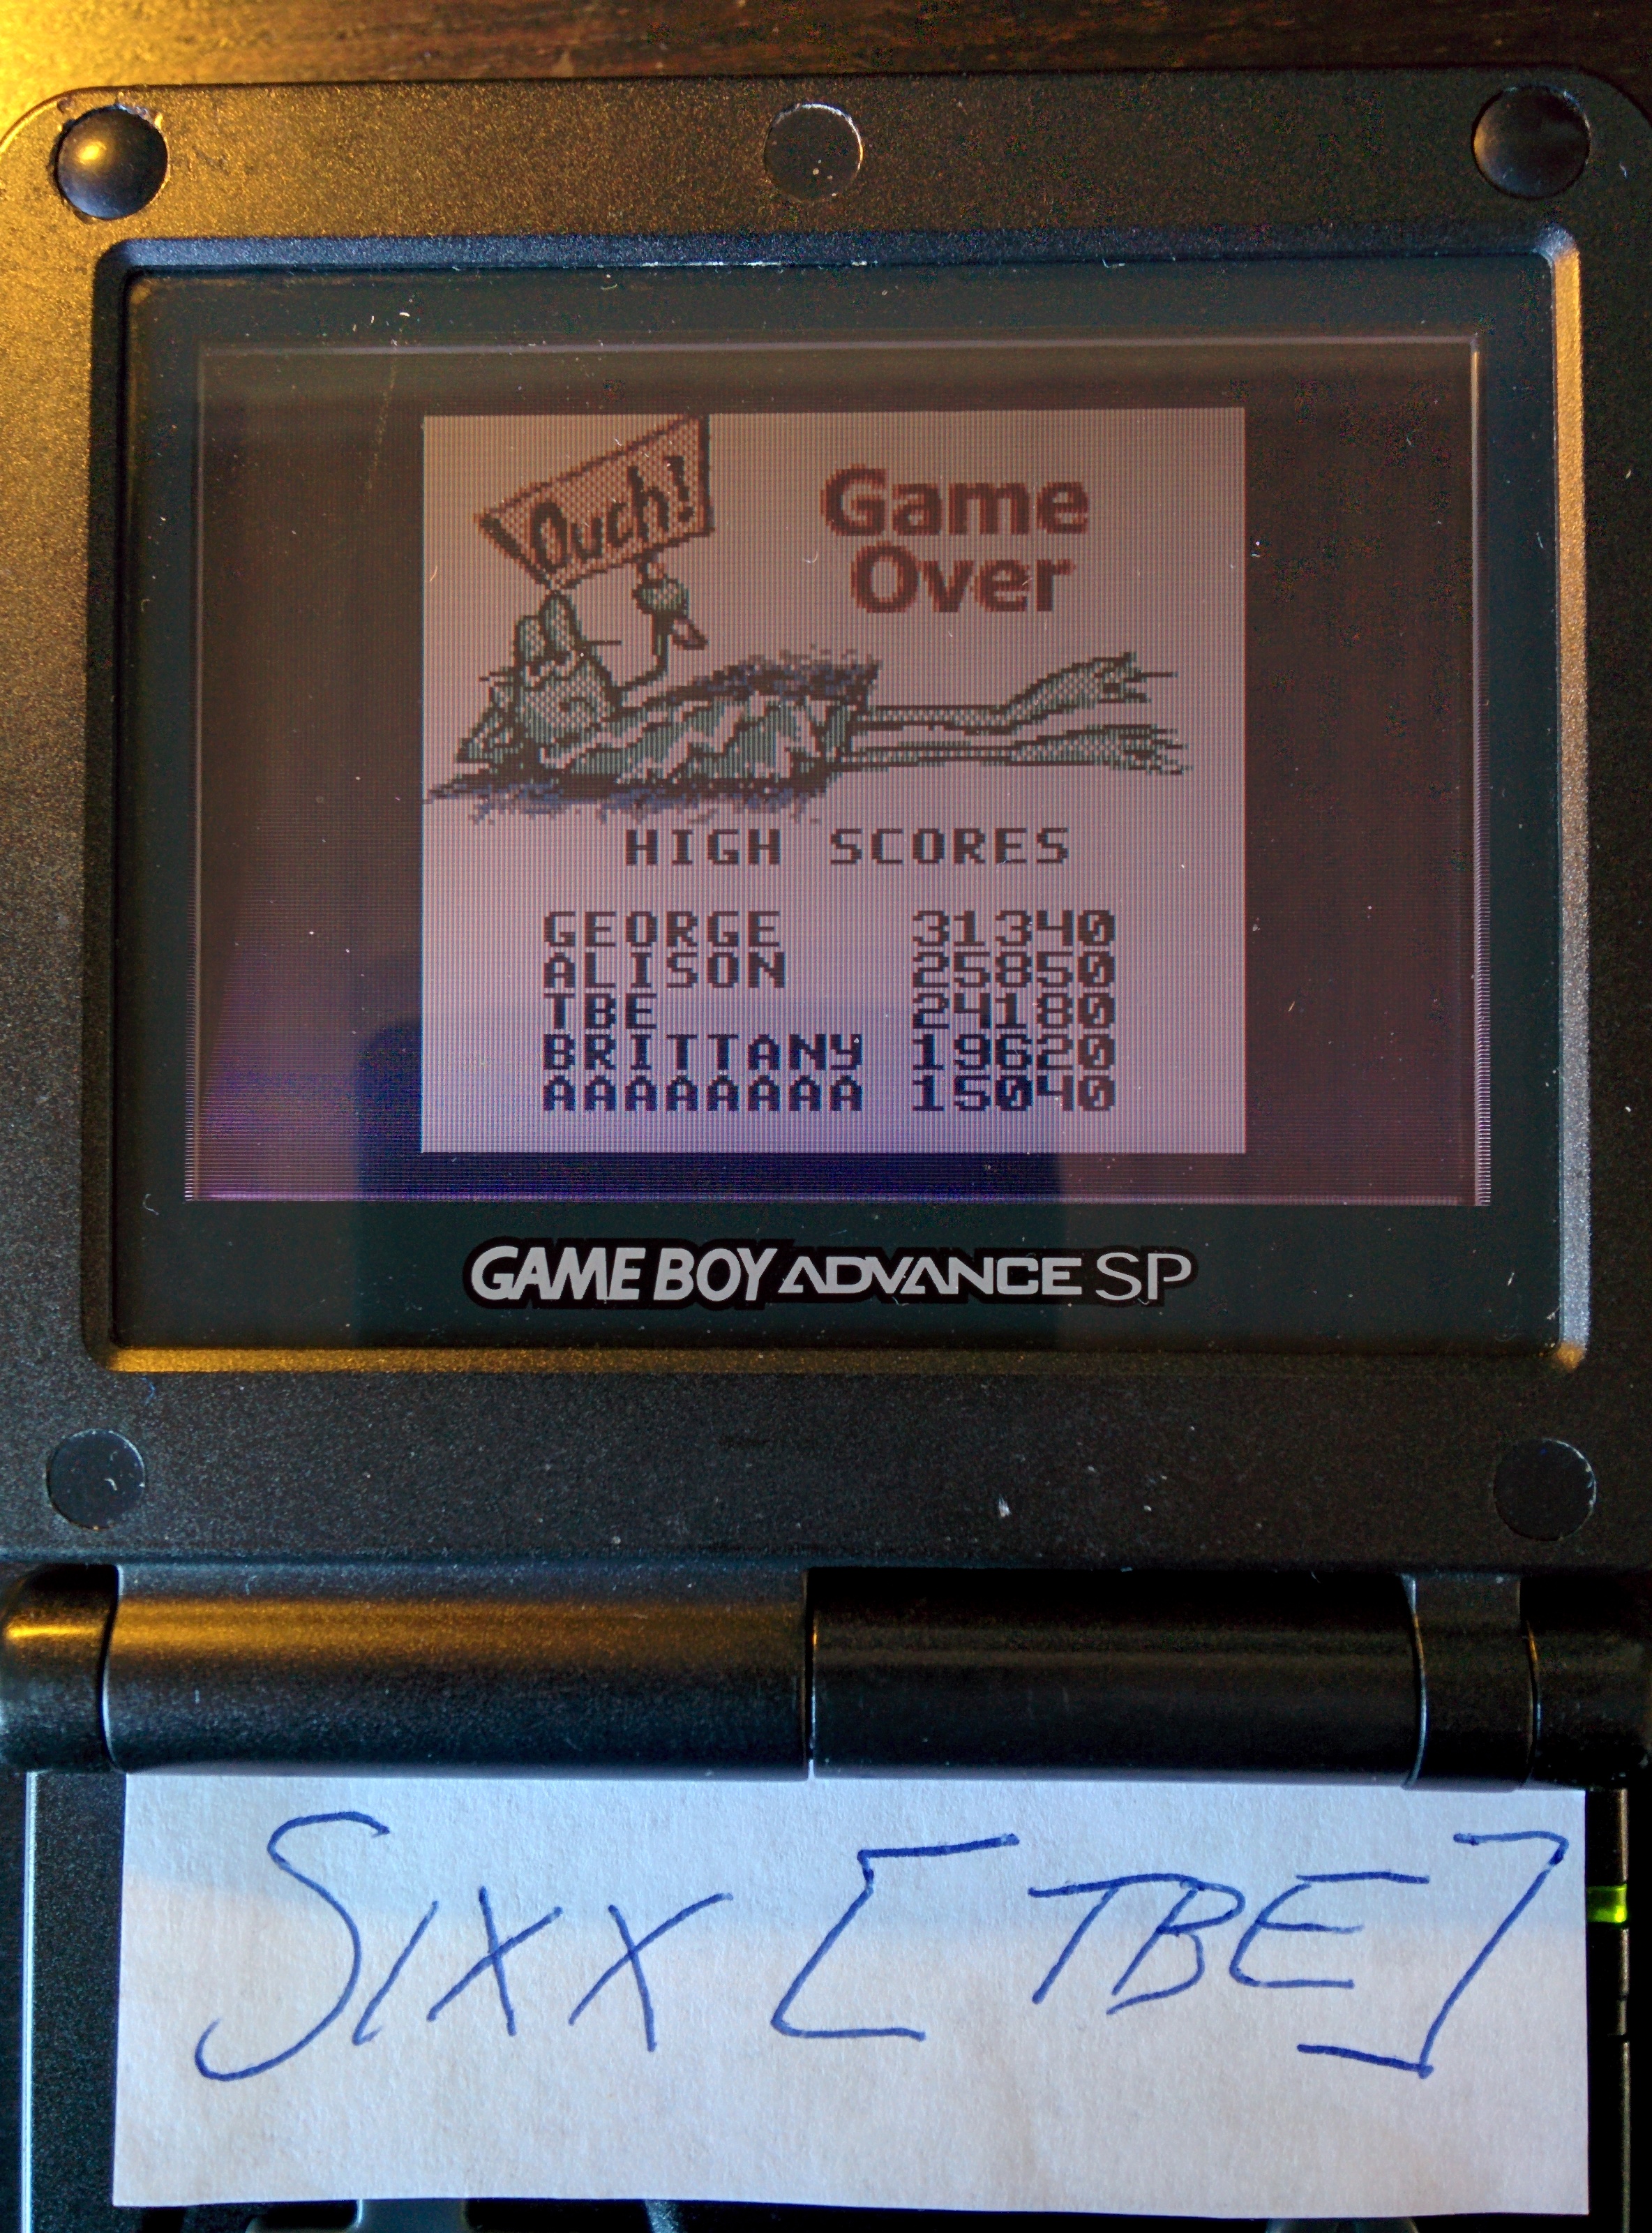 Ouch!
Game
Over
HIGH SCORES
GEORGE 31340
ALISON 25850
TBE 24180
BRITTANY 19620
AAAAAAAA 15040
GAME BOY ADVANCE SP
SIXX [TBE]